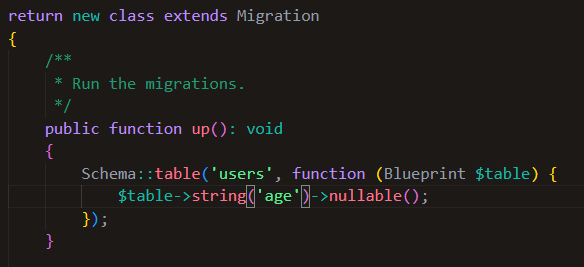 return new class extends Migration
{
    /**
     * Run the migrations.
     */
    public function up(): void
    {
        Schema::table('users', function (Blueprint $table) {
            $table->string('age')->nullable();
        });
    }